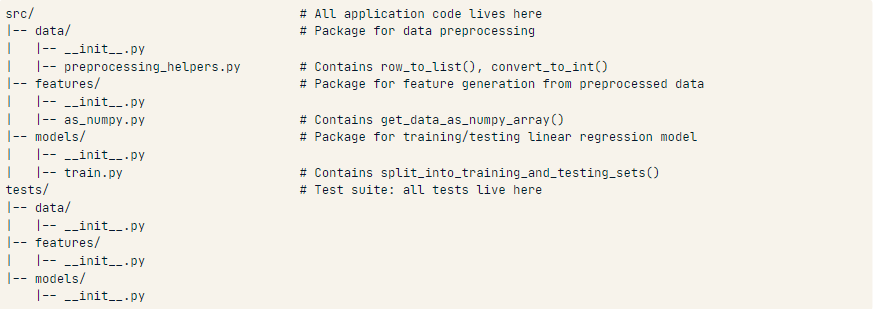 src/                                    # All application code lives here
|-- data/                               # Package for data preprocessing
|   |-- __init__.py
|   |-- preprocessing_helpers.py        # Contains row_to_list(), convert_to_int()
|-- features/                           # Package for feature generation from preprocessed data
|   |-- __init__.py
|   |-- as_numpy.py                     # Contains get_data_as_numpy_array()
|-- models/                             # Package for training/testing linear regression model
|   |-- __init__.py
|   |-- train.py                        # Contains split_into_training_and_testing_sets()
tests/                                  # Test suite: all tests live here
|-- data/
|   |-- __init__.py
|-- features/
|   |-- __init__.py
|-- models/
    |-- __init__.py